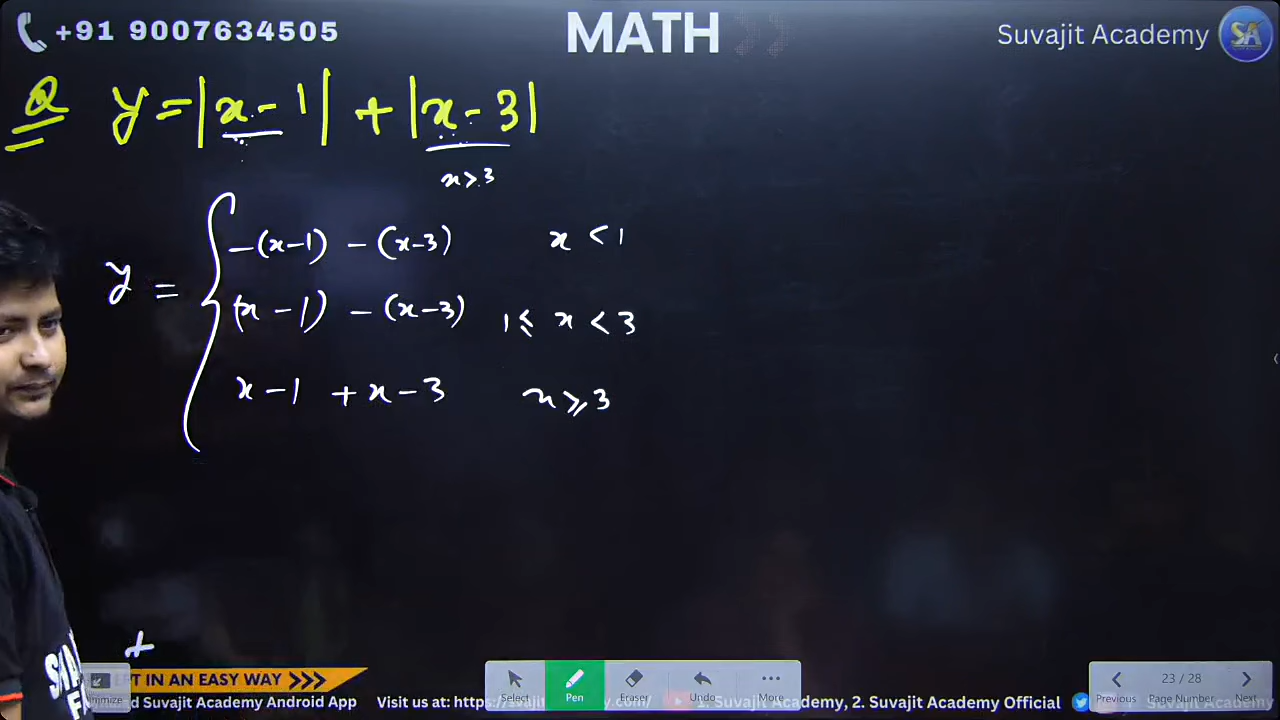 +91 9007634505 MATH Suvajit Academy SA
Q y = |x - 1| + |x - 3|
x > 3
y =
-(x-1) - (x-3) x < 1
(x - 1) - (x-3) 1 ≤ x < 3
x - 1 + x - 3 x ≥ 3
+
EPT IN AN EASY WAY
Select Pen Eraser Undo More
23 / 28
Previous Page Number Next
Suvajit Academy Android App Visit us at: 2. Suvajit Academy Official